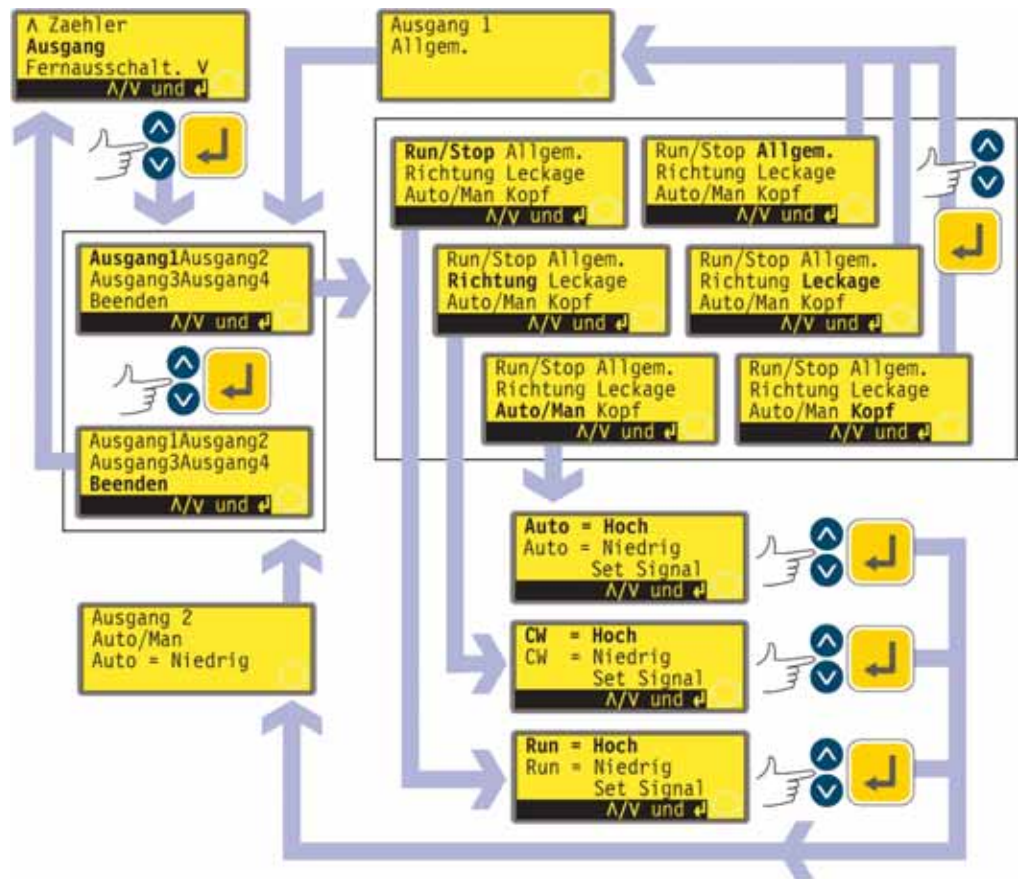 Λ Zaehler
Ausgang
Fernausschalt. V
Λ/V und ↲
Ausgang 1
Allgem.
Run/Stop Allgem.
Richtung Leckage
Auto/Man Kopf
Λ/V und ↲
Run/Stop Allgem.
Richtung Leckage
Auto/Man Kopf
Λ/V und ↲
Ausgang1Ausgang2
Ausgang3Ausgang4
Beenden
Λ/V und ↲
Run/Stop Allgem.
Richtung Leckage
Auto/Man Kopf
Λ/V und ↲
Run/Stop Allgem.
Richtung Leckage
Auto/Man Kopf
Λ/V und ↲
Run/Stop Allgem.
Richtung Leckage
Auto/Man Kopf
Λ/V und ↲
Run/Stop Allgem.
Richtung Leckage
Auto/Man Kopf
Λ/V und ↲
Ausgang1Ausgang2
Ausgang3Ausgang4
Beenden
Λ/V und ↲
Auto = Hoch
Auto = Niedrig
Set Signal
Λ/V und ↲
Ausgang 2
Auto/Man
Auto = Niedrig
CW = Hoch
CW = Niedrig
Set Signal
Λ/V und ↲
Run = Hoch
Run = Niedrig
Set Signal
Λ/V und ↲